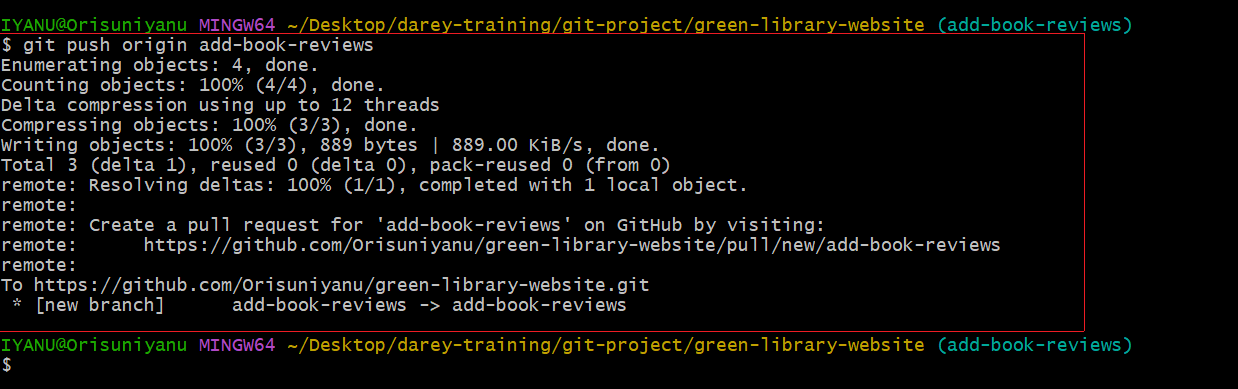 IYANU@Orisuniyanu MINGW64 ~/Desktop/darey-training/git-project/green-library-website (add-book-reviews)
$ git push origin add-book-reviews
Enumerating objects: 4, done.
Counting objects: 100% (4/4), done.
Delta compression using up to 12 threads
Compressing objects: 100% (3/3), done.
Writing objects: 100% (3/3), 889 bytes | 889.00 KiB/s, done.
Total 3 (delta 1), reused 0 (delta 0), pack-reused 0 (from 0)
remote: Resolving deltas: 100% (1/1), completed with 1 local object.
remote:
remote: Create a pull request for 'add-book-reviews' on GitHub by visiting:
remote:      https://github.com/Orisuniyanu/green-library-website/pull/new/add-book-reviews
remote:
To https://github.com/Orisuniyanu/green-library-website.git
 * [new branch]      add-book-reviews -> add-book-reviews
IYANU@Orisuniyanu MINGW64 ~/Desktop/darey-training/git-project/green-library-website (add-book-reviews)
$